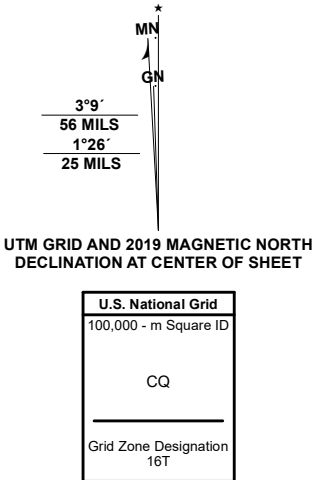 MN
GN
3°9´
56 MILS
1°26´
25 MILS
UTM GRID AND 2019 MAGNETIC NORTH
DECLINATION AT CENTER OF SHEET
U.S. National Grid
100,000 - m Square ID
CQ
Grid Zone Designation
16T